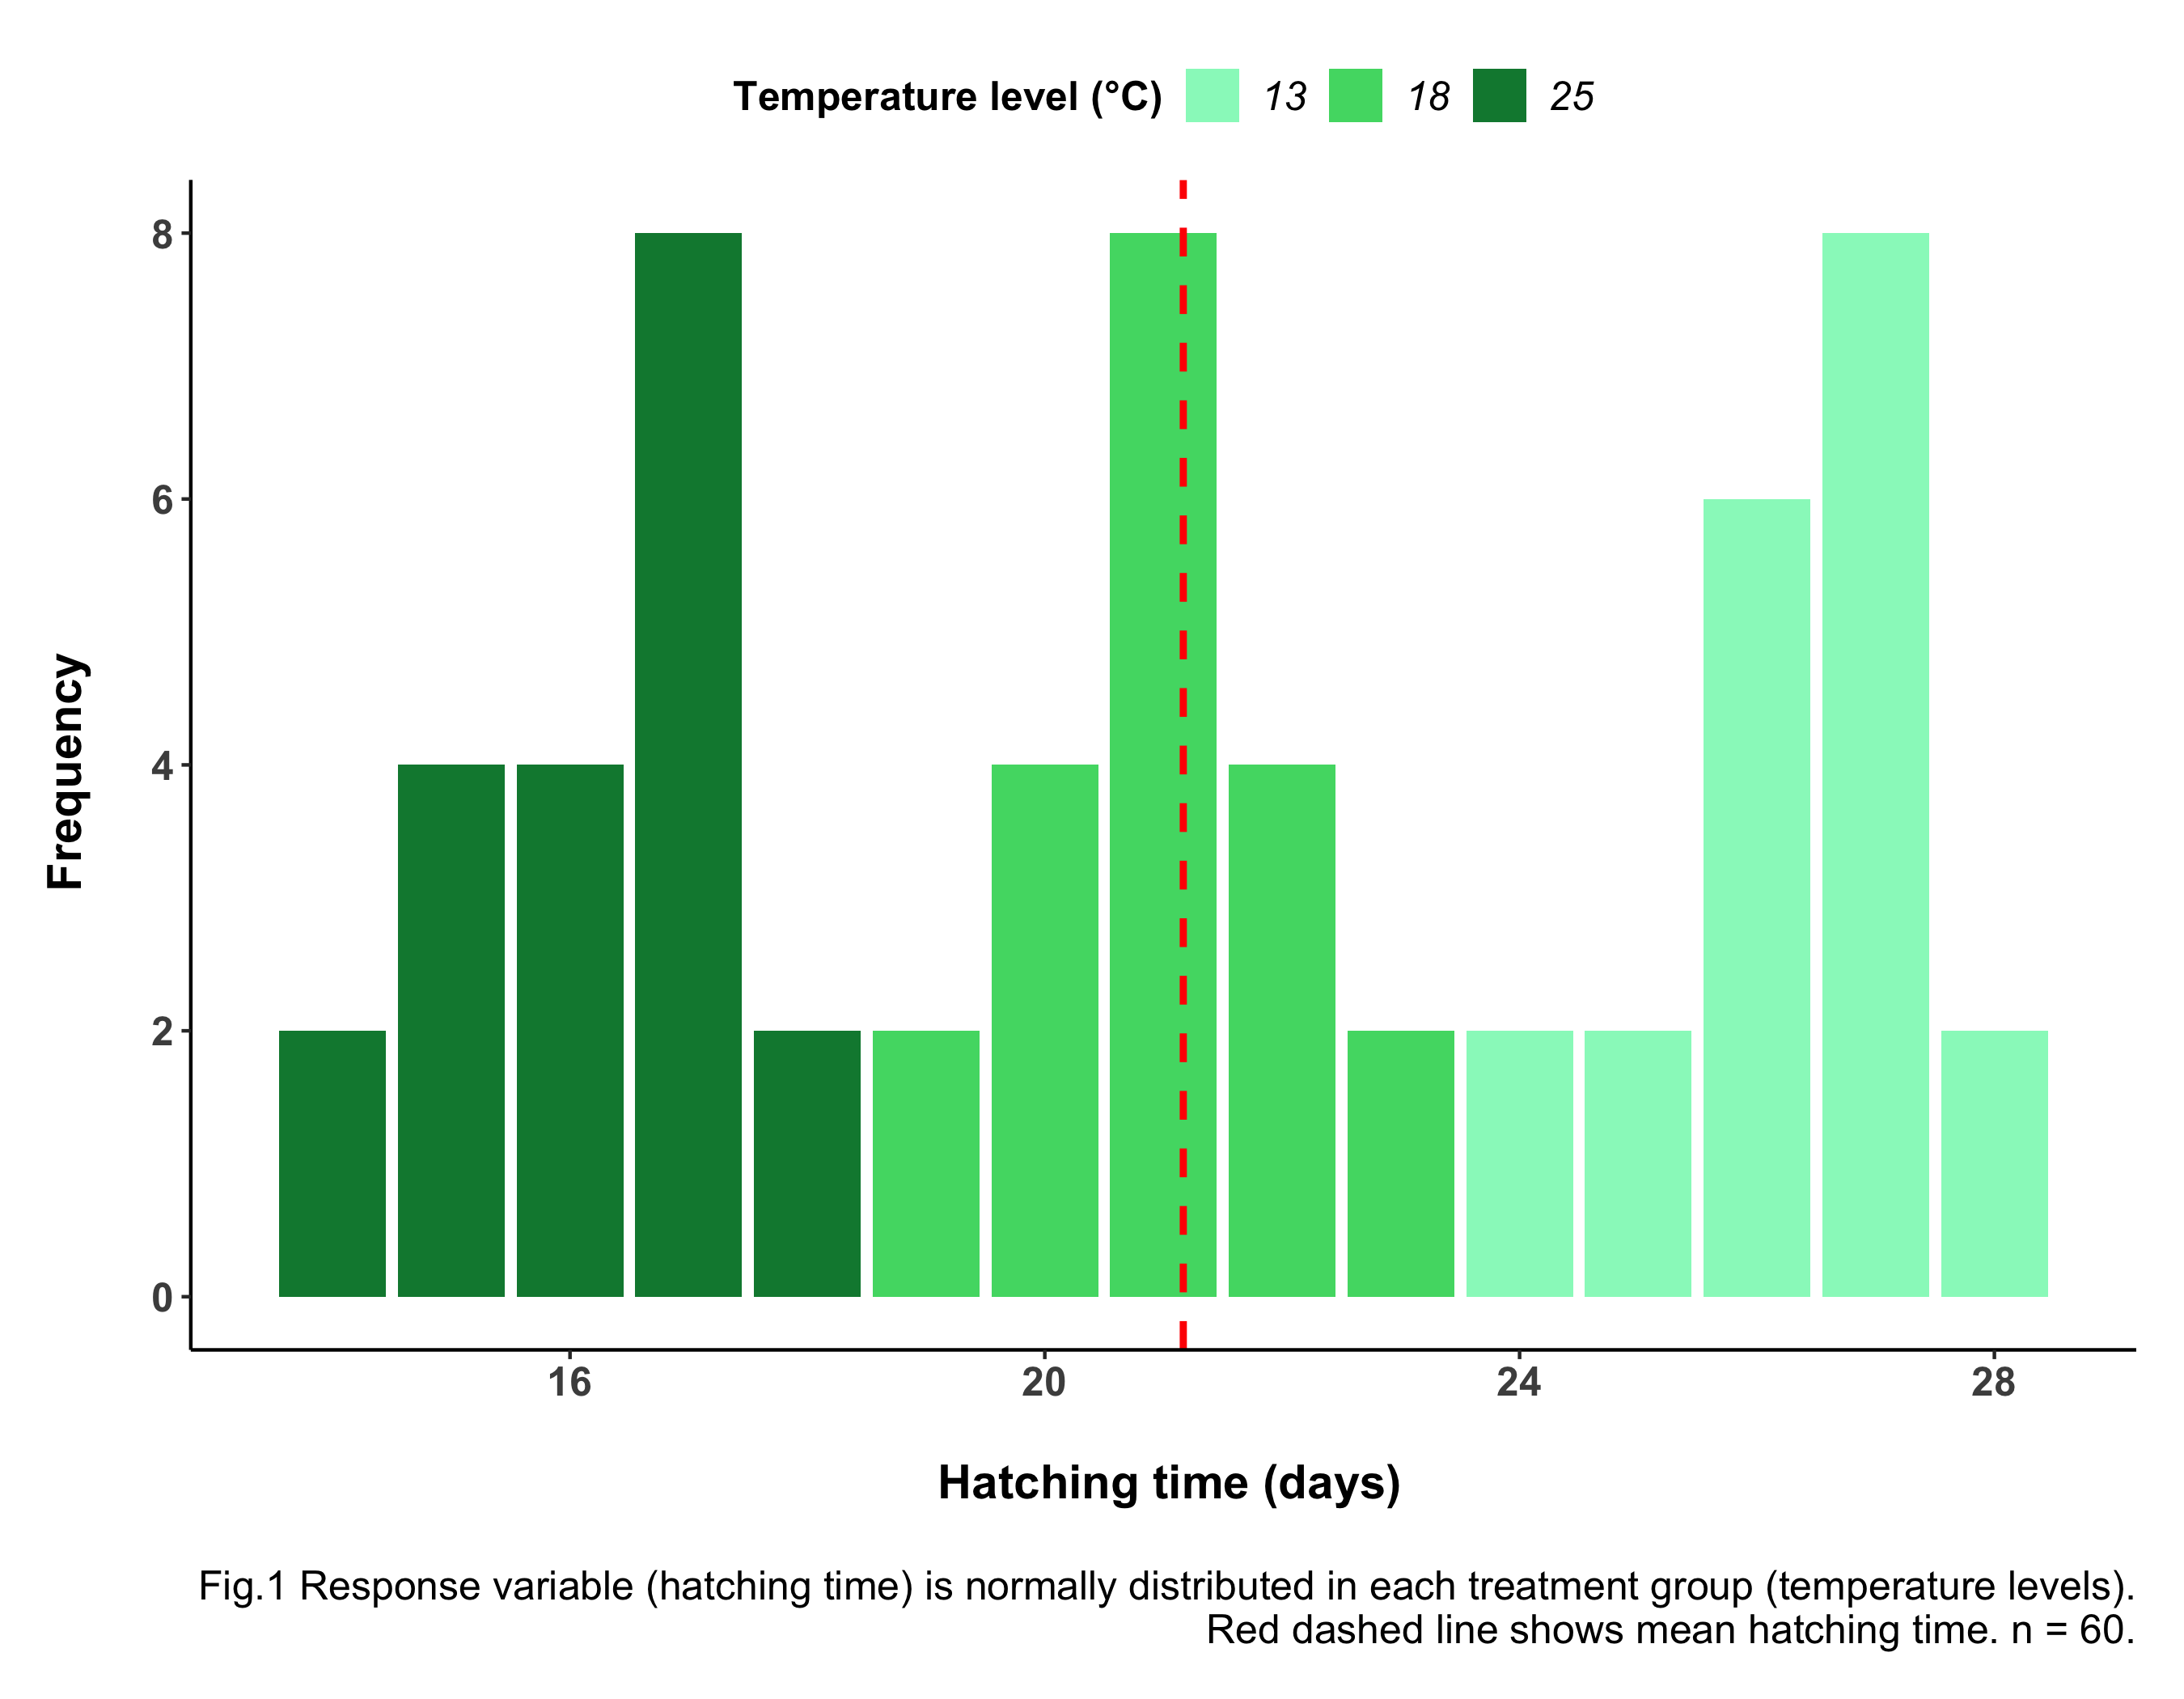 Temperature level (°C) 13 18 25
8
6
4
2
0
Frequency
16 20 24 28
Hatching time (days)
Fig.1 Response variable (hatching time) is normally distributed in each treatment group (temperature levels).
Red dashed line shows mean hatching time. n = 60.